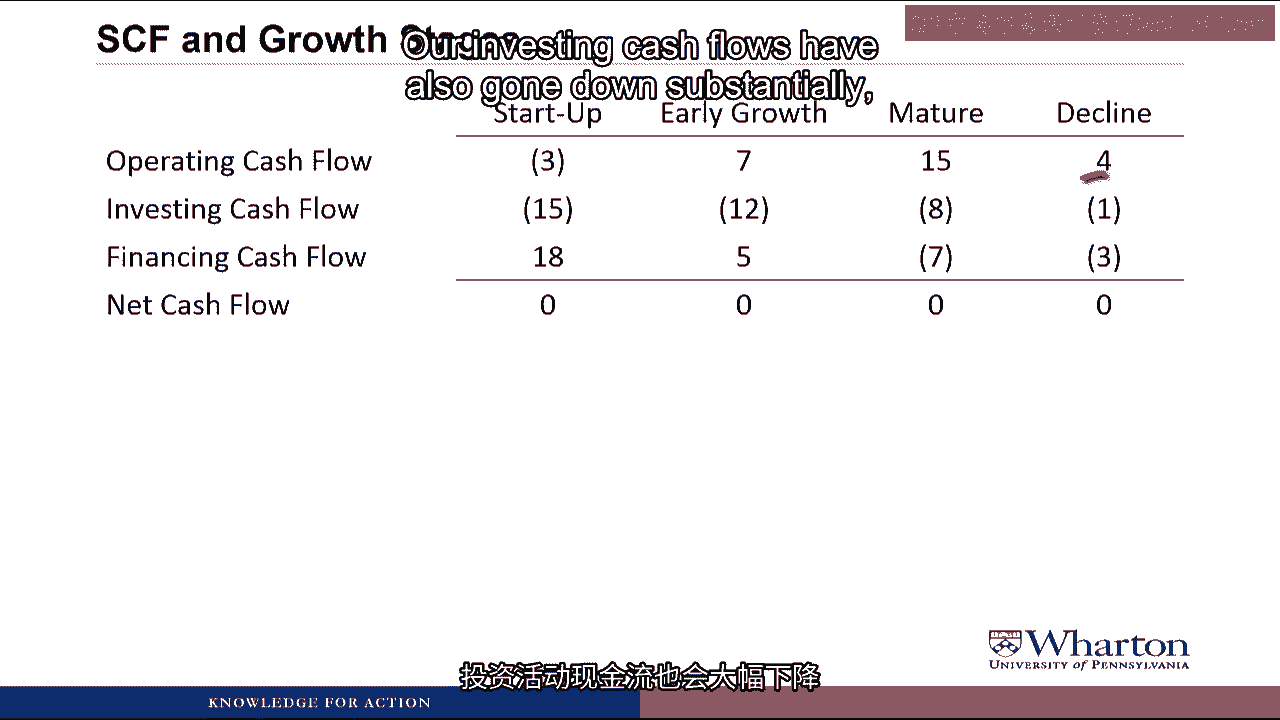 SCF and Growth
Our investing cash flows have
also gone down substantially,
Start-Up Early Growth Mature Decline
Operating Cash Flow (3) 7 15 4
Investing Cash Flow (15) (12) (8) (1)
Financing Cash Flow 18 5 (7) (3)
Net Cash Flow 0 0 0 0
Wharton
UNIVERSITY of PENNSYLVANIA
投资活动现金流也会大幅下降
KNOWLEDGE FOR ACTION